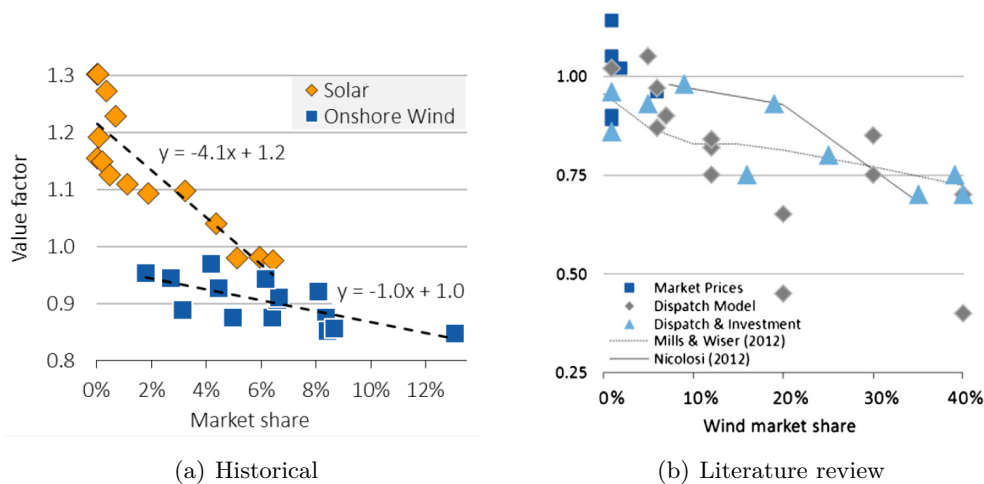 Value factor
1.3
1.2
1.1
1.0
0.9
0.8
Solar
Onshore Wind
y = -4.1x + 1.2
y = -1.0x + 1.0
0% 2% 4% 6% 8% 10% 12%
Market share
(a) Historical
1.00
0.75
0.50
0.25
Market Prices
Dispatch Model
Dispatch & Investment
Mills & Wiser (2012)
Nicolosi (2012)
0% 10% 20% 30% 40%
Wind market share
(b) Literature review